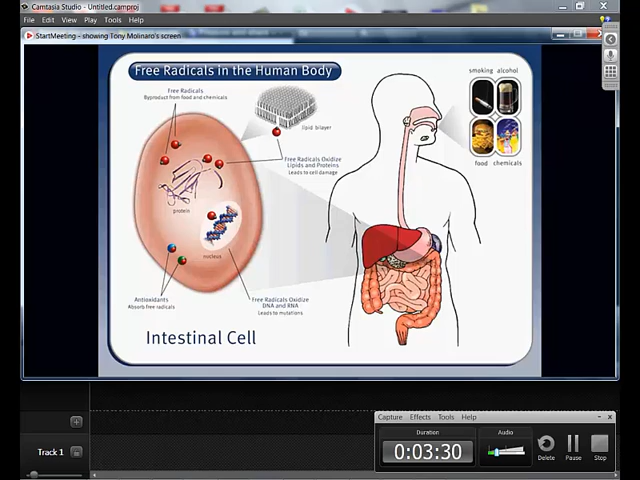 Camtasia Studio - Untitled.camproj
File Edit View Play Tools Help
StartMeeting - showing Tony Molinaro's screen
Free Radicals in the Human Body
Free Radicals
Byproduct from food and chemicals
lipid bilayer
Free Radicals Oxidize
Lipids and Proteins
Leads to cell damage
protein
nucleus
Antioxidants
Absorb free radicals
Free Radicals Oxidize
DNA and RNA
Leads to mutations
Intestinal Cell
smoking alcohol
food chemicals
Capture Effects Tools Help
Duration
0:03:30
Audio
Delete Pause Stop
Track 1